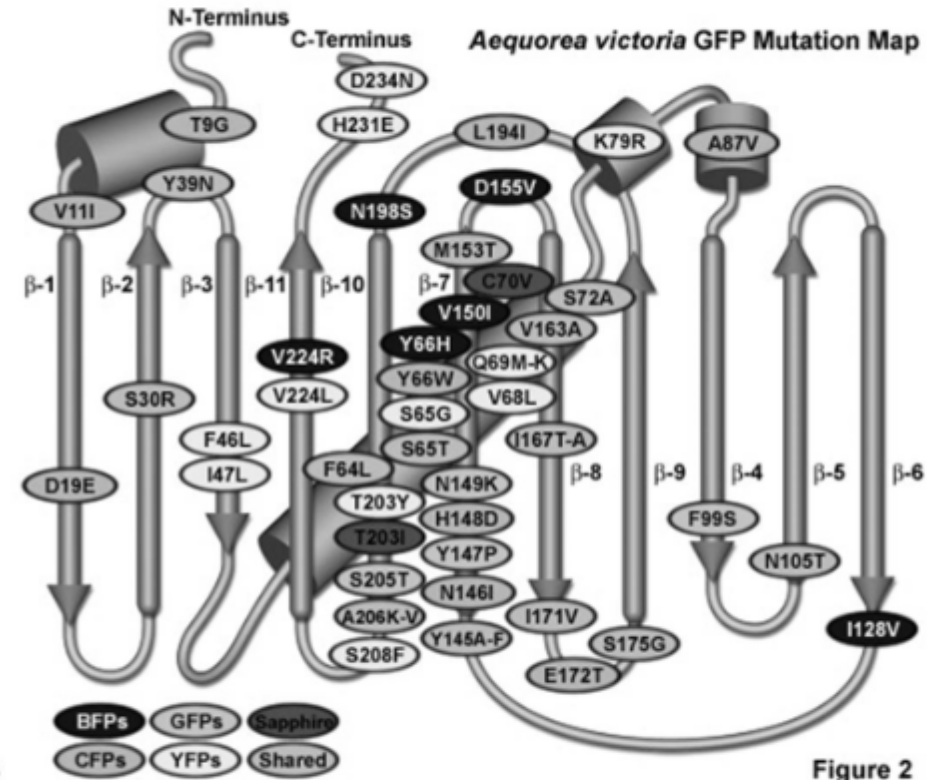 N-Terminus
C-Terminus
Aequorea victoria GFP Mutation Map
D234N
T9G
H231E
L194I
K79R
A87V
Y39N
D155V
V11I
N198S
M153T
β-1
β-2
β-3
β-11
β-10
β-7
C70V
S72A
V150I
V163A
Y66H
V224R
Q69M-K
Y66W
V224L
V68L
S30R
S65G
F46L
S65T
I167T-A
F64L
I47L
β-8
β-9
β-4
β-5
β-6
D19E
N149K
T203Y
H148D
F99S
T203I
Y147P
N105T
S205T
N146I
A206K-V
I171V
I128V
Y145A-F
S175G
S208F
E172T
BFPs
GFPs
Sapphire
CFPs
YFPs
Shared
Figure 2